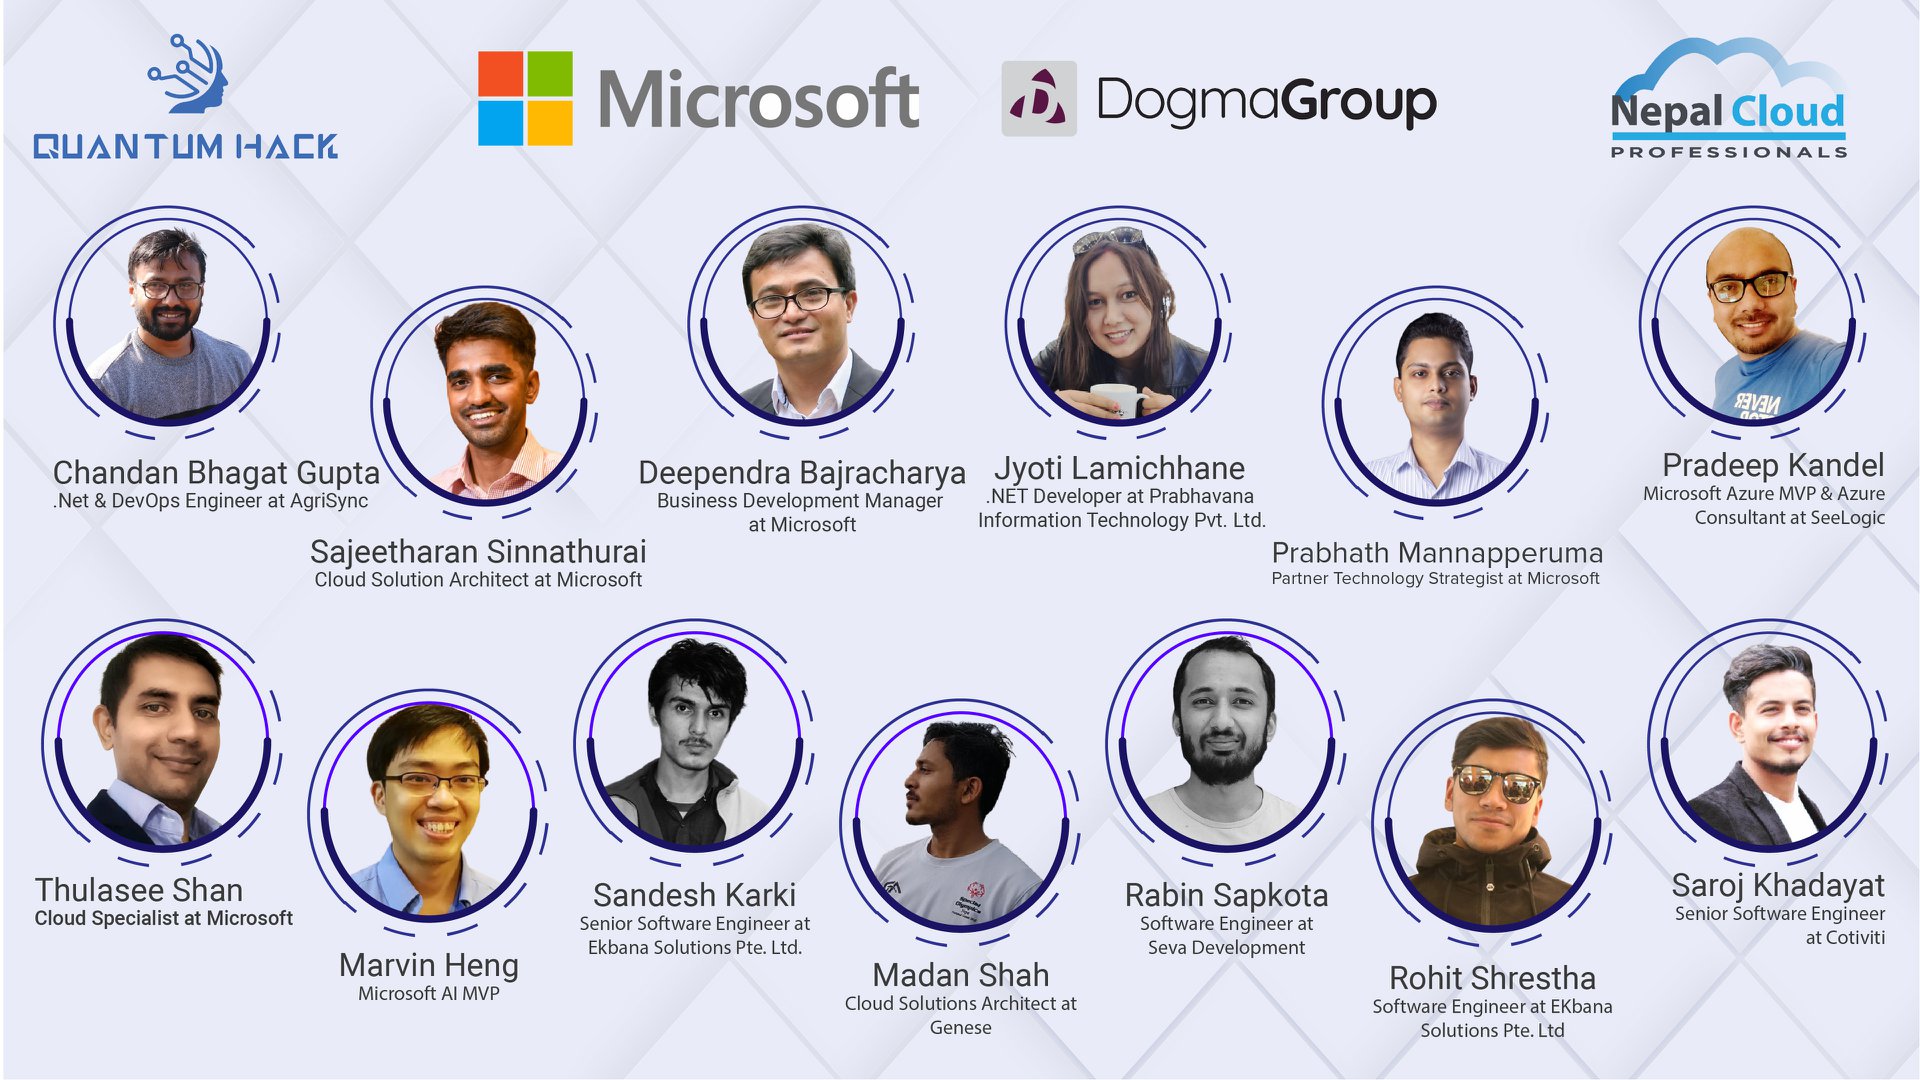 QUANTUM HACK
Microsoft
DogmaGroup
Nepal Cloud
PROFESSIONALS
Chandan Bhagat Gupta
.Net & DevOps Engineer at AgriSync
Sajeetharan Sinnathurai
Cloud Solution Architect at Microsoft
Deependra Bajracharya
Business Development Manager
at Microsoft
Jyoti Lamichhane
.NET Developer at Prabhavana
Information Technology Pvt. Ltd.
Prabhath Mannapperuma
Partner Technology Strategist at Microsoft
NEVER
Pradeep Kandel
Microsoft Azure MVP & Azure
Consultant at SeeLogic
Thulasee Shan
Cloud Specialist at Microsoft
Marvin Heng
Microsoft AI MVP
Sandesh Karki
Senior Software Engineer at
Ekbana Solutions Pte. Ltd.
Special
Olympics
Madan Shah
Cloud Solutions Architect at
Genese
Rabin Sapkota
Software Engineer at
Seva Development
Rohit Shrestha
Software Engineer at EKbana
Solutions Pte. Ltd
Saroj Khadayat
Senior Software Engineer
at Cotiviti